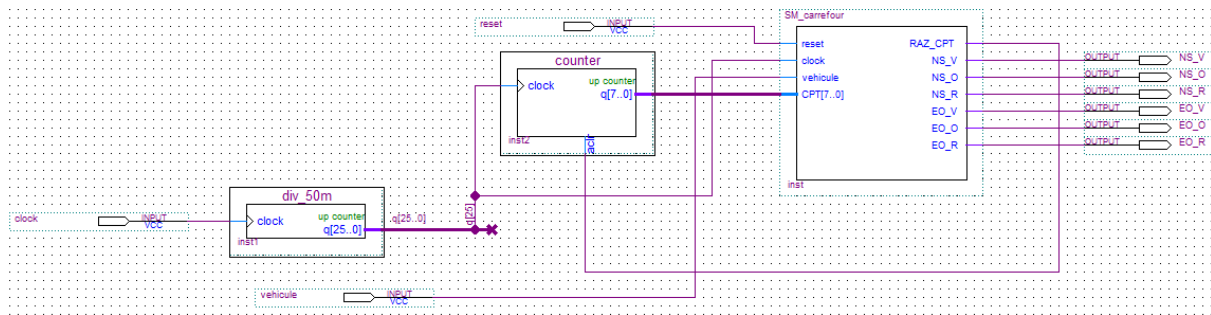 SM_carrefour
reset
INPUT
VCC
reset
RAZ_CPT
clock
NS_V
OUTPUT
NS_V
vehicule
NS_O
OUTPUT
NS_O
CPT[7..0]
NS_R
OUTPUT
NS_R
EO_V
OUTPUT
EO_V
EO_O
OUTPUT
EO_O
EO_R
OUTPUT
EO_R
inst
counter
up counter
clock
q[7..0]
inst2
aclr
div_50m
clock
INPUT
VCC
up counter
clock
q[25..0]
inst1
q[25..0]
q[25]
vehicule
INPUT
VCC